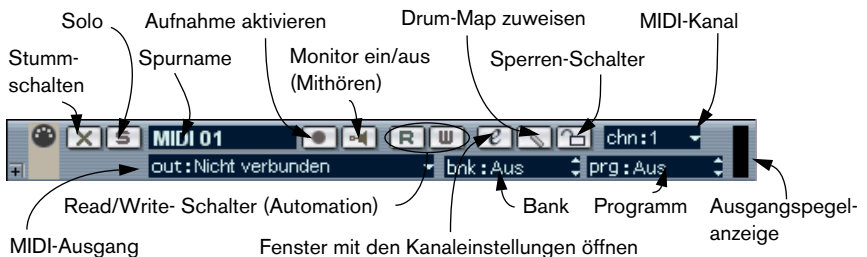 Solo
Aufnahme aktivieren
Drum-Map zuweisen
MIDI-Kanal
Stumm-
schalten
Spurname
Monitor ein/aus
(Mithören)
Sperren-Schalter
X S MIDI 01 R W e chn:1
+ out:Nicht verbunden bnk:Aus prg:Aus
Read/Write- Schalter (Automation)
Bank
Programm
Ausgangspegel-
anzeige
MIDI-Ausgang
Fenster mit den Kanaleinstellungen öffnen